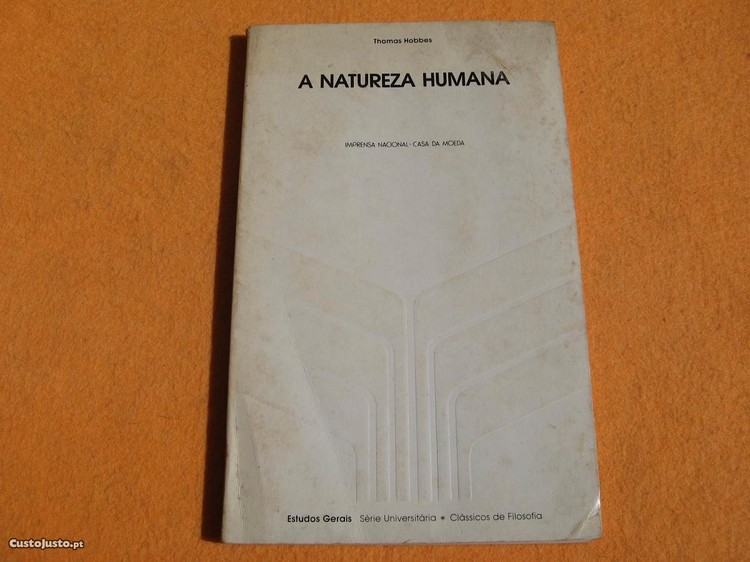 Thomas Hobbes
A NATUREZA HUMANA
IMPRENSA NACIONAL - CASA DA MOEDA
Estudos Gerais Série Universitária • Clássicos de Filosofia
CustoJusto.pt